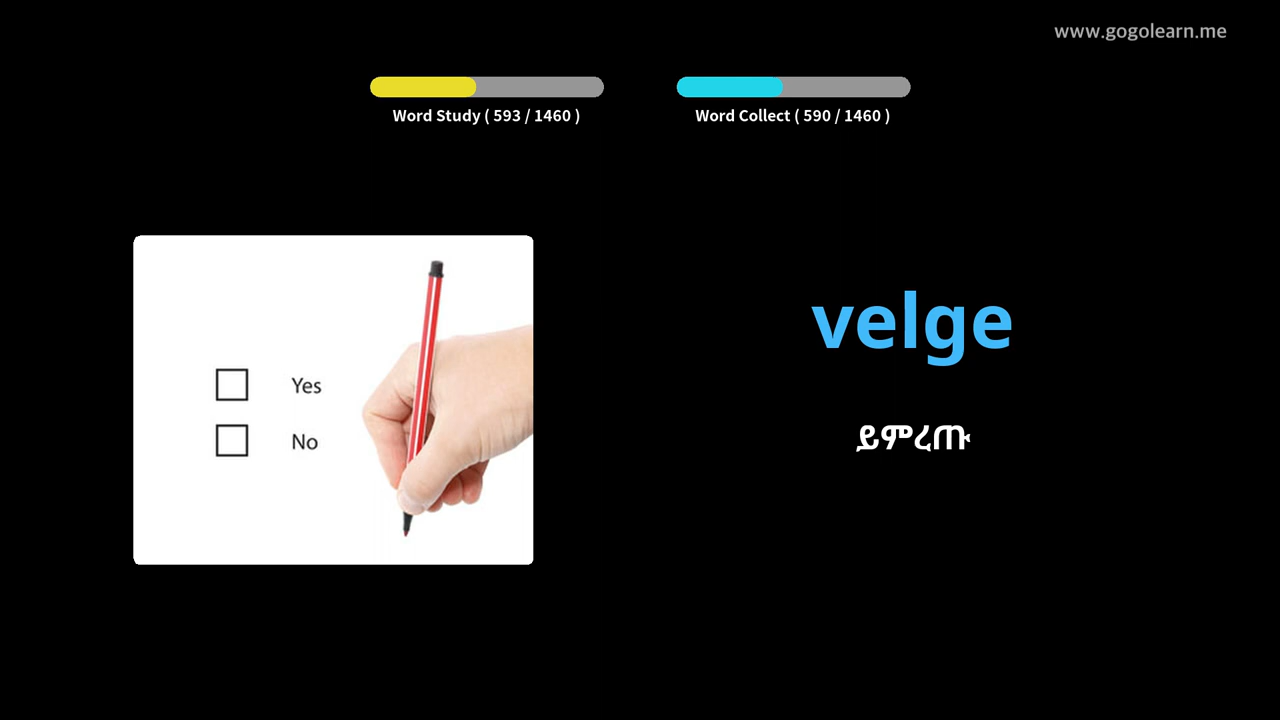 www.gogolearn.me
Word Study ( 593 / 1460 )
Word Collect ( 590 / 1460 )
Yes
No
velge
ይምረጡ